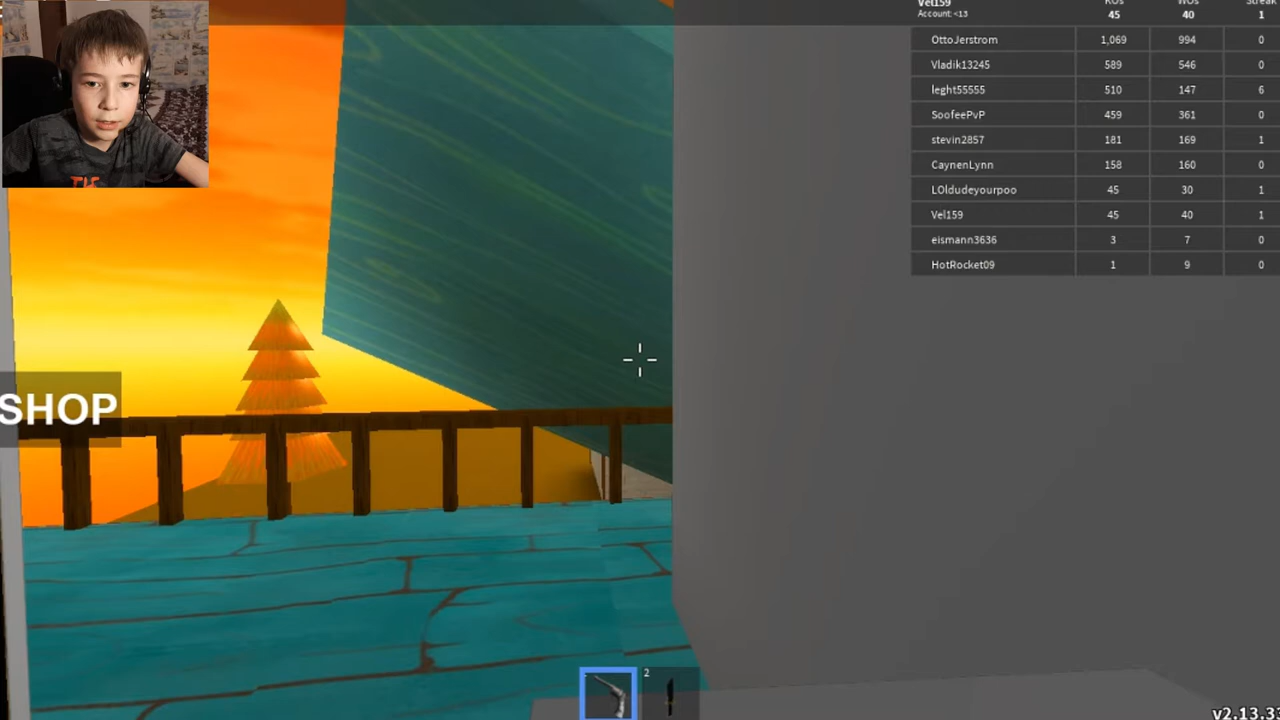 Vel159 KOs WOs Streak
Account: <13 45 40 1
OttoJerstrom 1,069 994 0
Vladik13245 589 546 0
leght55555 510 147 6
SoofeePvP 459 361 0
stevin2857 181 169 1
CaynenLynn 158 160 0
LOldudeyourpoo 45 30 1
Vel159 45 40 1
eismann3636 3 7 0
HotRocket09 1 9 0
SHOP
2